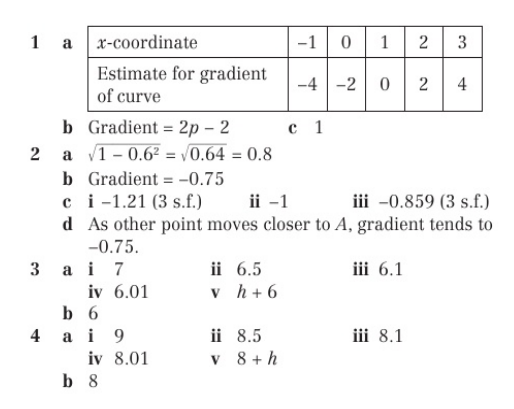 1 a x-coordinate −1 0 1 2 3
Estimate for gradient of curve −4 −2 0 2 4
b Gradient = 2p − 2 c 1
2 a √1 − 0.6² = √0.64 = 0.8
b Gradient = −0.75
c i −1.21 (3 s.f.) ii −1 iii −0.859 (3 s.f.)
d As other point moves closer to A, gradient tends to
−0.75.
3 a i 7 ii 6.5 iii 6.1
iv 6.01 v h + 6
b 6
4 a i 9 ii 8.5 iii 8.1
iv 8.01 v 8 + h
b 8